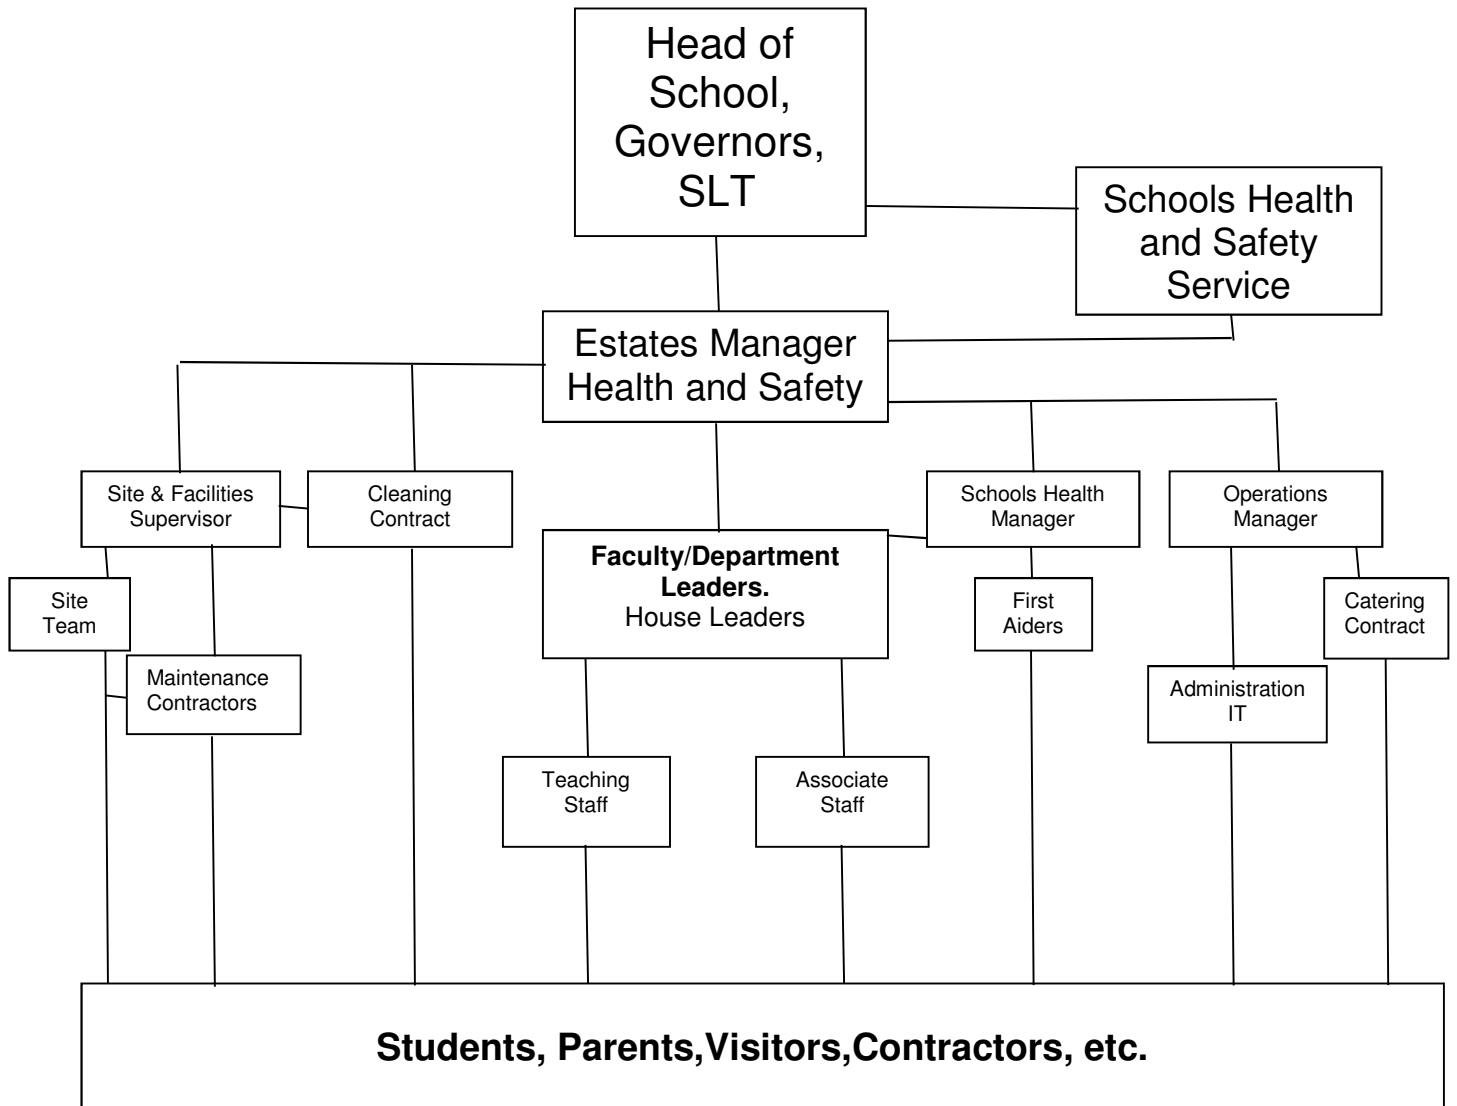 Head of
School,
Governors,
SLT
Schools Health
and Safety
Service
Estates Manager
Health and Safety
Site & Facilities
Supervisor
Cleaning
Contract
Faculty/Department
Leaders.
House Leaders
Schools Health
Manager
Operations
Manager
Site
Team
Maintenance
Contractors
First
Aiders
Catering
Contract
Administration
IT
Teaching
Staff
Associate
Staff
Students, Parents,Visitors,Contractors, etc.